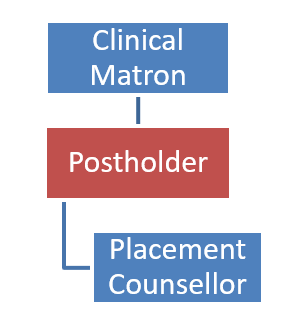 Clinical
Matron
Postholder
Placement
Counsellor